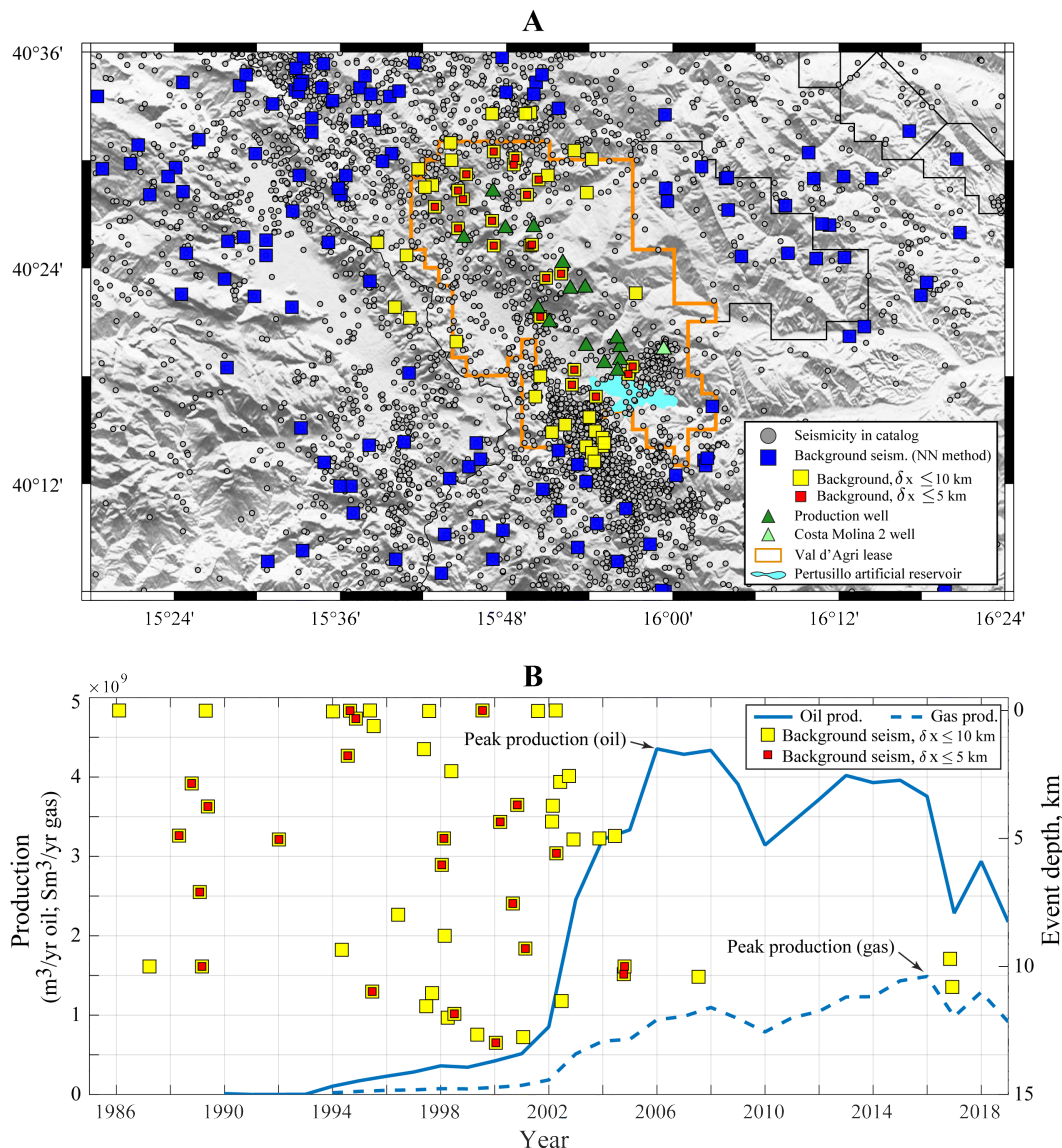 A
40°36'
40°24'
40°12'
15°24'
15°36'
15°48'
16°00'
16°12'
16°24'
Seismicity in catalog
Background seism. (NN method)
Background, δ x ≤ 10 km
Background, δ x ≤ 5 km
Production well
Costa Molina 2 well
Val d'Agri lease
Pertusillo artificial reservoir
B
×10⁹
5
4
3
2
1
0
Production
(m³/yr oil; Sm³/yr gas)
0
5
10
15
Event depth, km
Oil prod.
Gas prod.
Background seism, δ x ≤ 10 km
Background seism, δ x ≤ 5 km
Peak production (oil)
Peak production (gas)
1986
1990
1994
1998
2002
2006
2010
2014
2018
Year